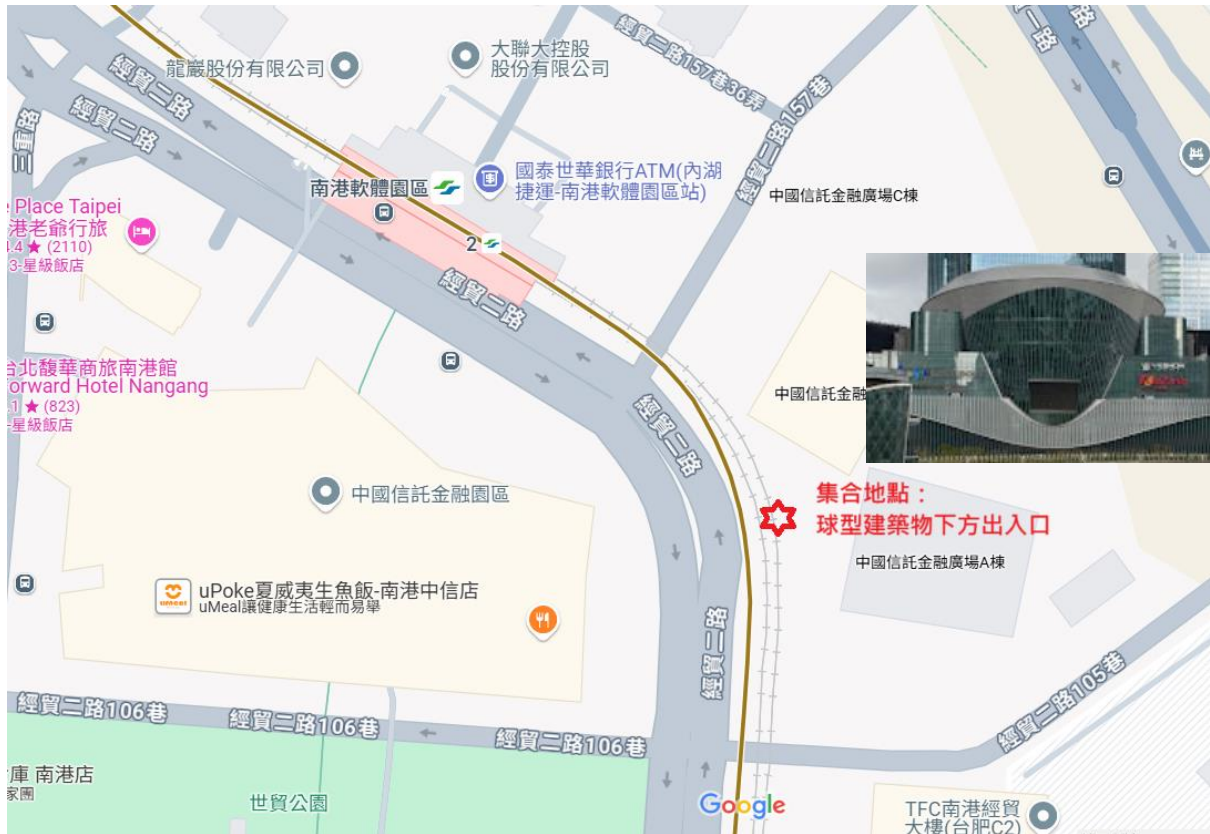 龍巖股份有限公司
大聯大控股
股份有限公司
經貿二路157巷36弄
經貿二路157巷
經貿二路
經貿二路
三重路
南港軟體園區
國泰世華銀行ATM(內湖
捷運-南港軟體園區站)
中國信託金融廣場C棟
Place Taipei
港老爺行旅
4.4 ★ (2110)
3-星級飯店
2
經貿二路
台北馥華商旅南港館
Forward Hotel Nangang
(823)
星級飯店
中國信託金融
經貿二路
中國信託金融園區
集合地點：
球型建築物下方出入口
中國信託金融廣場A棟
uPoke夏威夷生魚飯-南港中信店
uMeal讓健康生活輕而易舉
經貿二路
經貿二路105巷
經貿二路106巷
經貿二路106巷
經貿二路106巷
庫 南港店
家團
世貿公園
Google
TFC南港經貿
大樓(台肥C2)